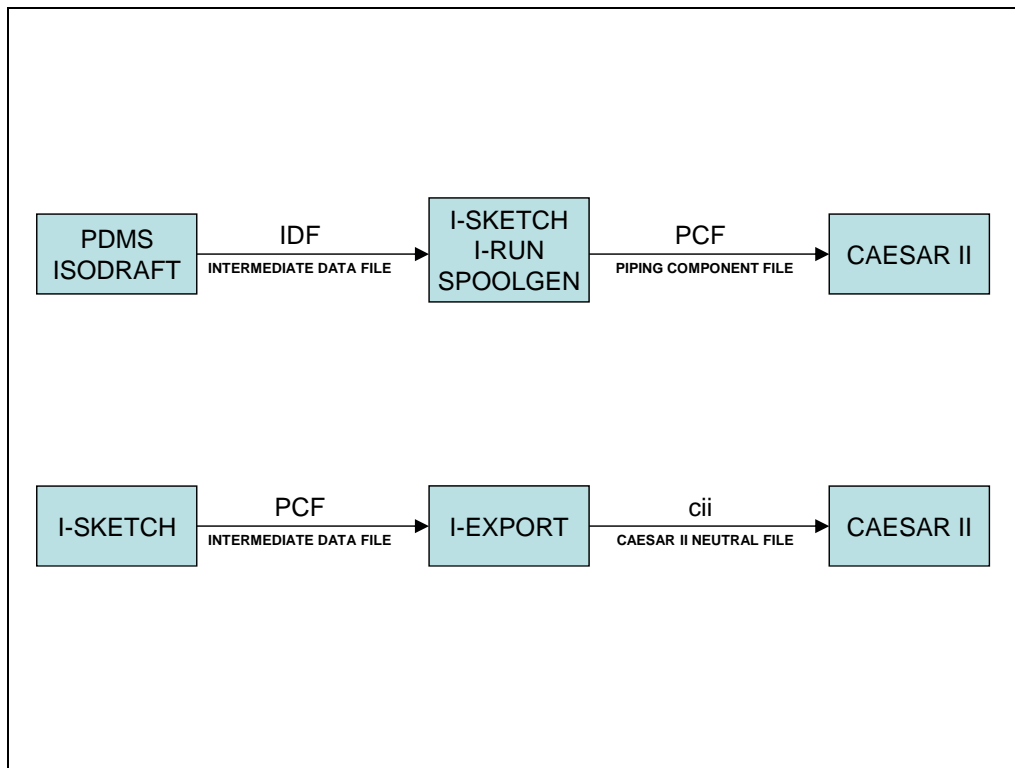 PDMS
ISODRAFT
IDF
INTERMEDIATE DATA FILE
I-SKETCH
I-RUN
SPOOLGEN
PCF
PIPING COMPONENT FILE
CAESAR II
I-SKETCH
PCF
INTERMEDIATE DATA FILE
I-EXPORT
cii
CAESAR II NEUTRAL FILE
CAESAR II